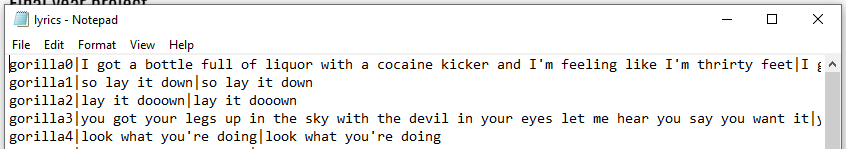 Final year project
lyrics - Notepad
File Edit Format View Help
gorilla0|I got a bottle full of liquor with a cocaine kicker and I'm feeling like I'm thrirty feet|I g
gorilla1|so lay it down|so lay it down
gorilla2|lay it dooown|lay it dooown
gorilla3|you got your legs up in the sky with the devil in your eyes let me hear you say you want it|y
gorilla4|look what you're doing|look what you're doing